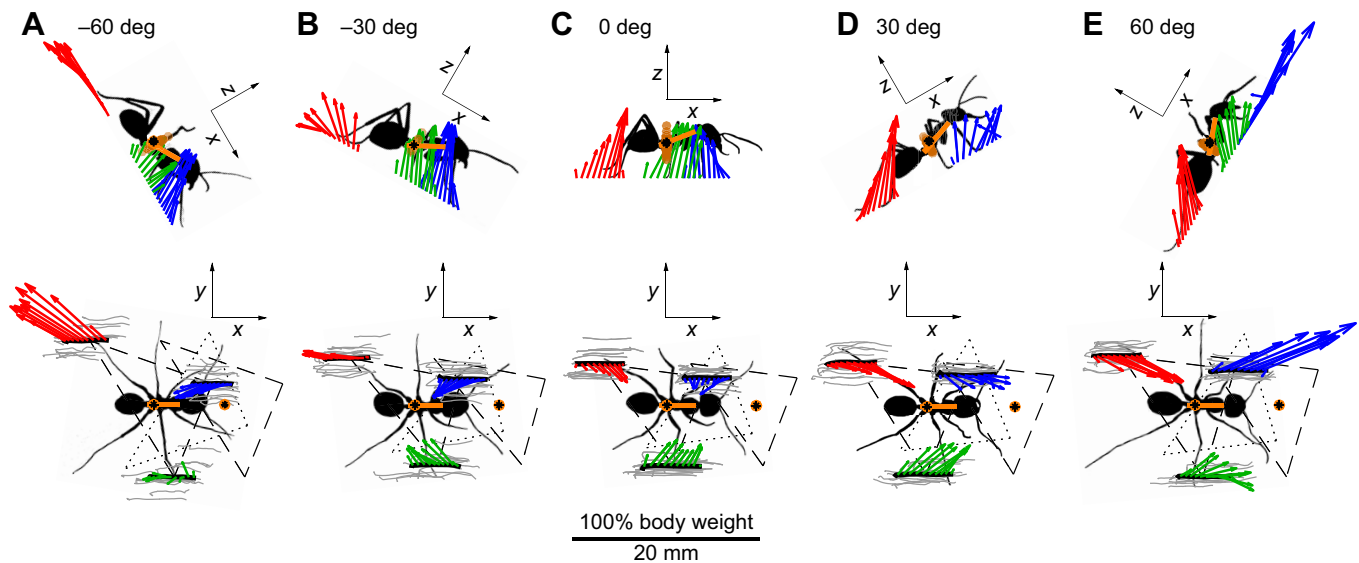 A –60 deg
B –30 deg
C 0 deg
D 30 deg
E 60 deg
z
x
z
x
z
x
z
x
z
x
y
x
y
x
y
x
y
x
y
x
100% body weight
20 mm